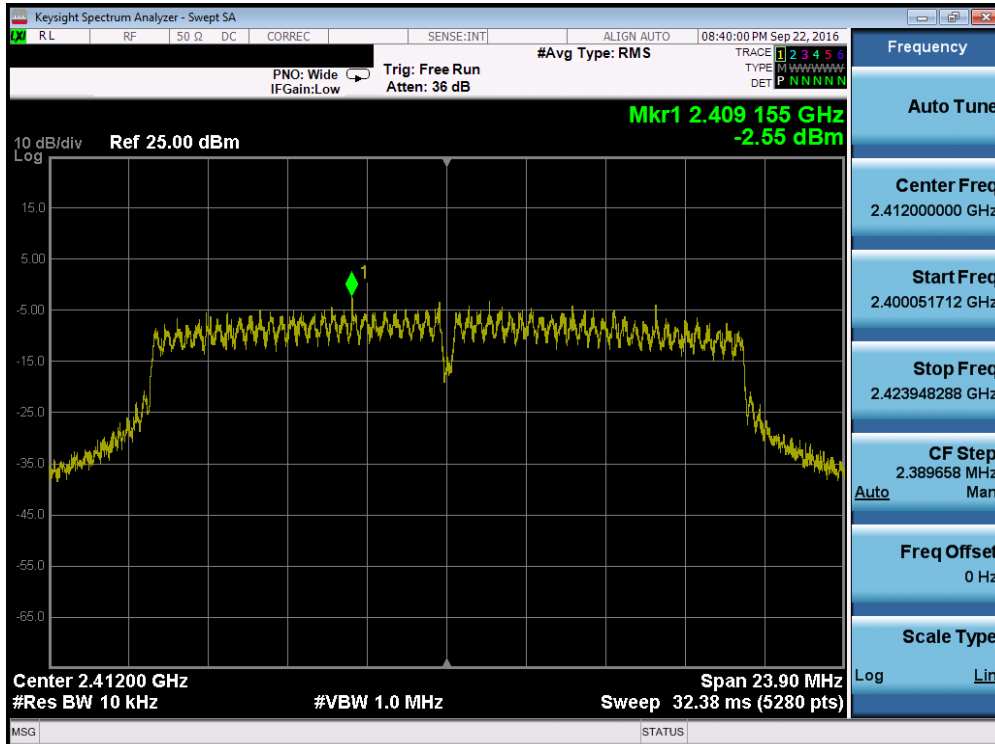 Keysight Spectrum Analyzer - Swept SA
LXI RL RF 50 Ω DC CORREC SENSE:INT ALIGN AUTO 08:40:00 PM Sep 22, 2016
PNO: Wide
IFGain:Low
Trig: Free Run
Atten: 36 dB
#Avg Type: RMS
TRACE 1 2 3 4 5 6
TYPE M WWWWW
DET P N N N N N
Mkr1 2.409 155 GHz
-2.55 dBm
10 dB/div Ref 25.00 dBm
Log
15.0
5.00
-5.00
-15.0
-25.0
-35.0
-45.0
-55.0
-65.0
1
Center 2.41200 GHz
Span 23.90 MHz
#Res BW 10 kHz
#VBW 1.0 MHz
Sweep 32.38 ms (5280 pts)
MSG
STATUS
Frequency
Auto Tune
Center Freq
2.412000000 GHz
Start Freq
2.400051712 GHz
Stop Freq
2.423948288 GHz
CF Step
2.389658 MHz
Auto Man
Freq Offset
0 Hz
Scale Type
Log Lin